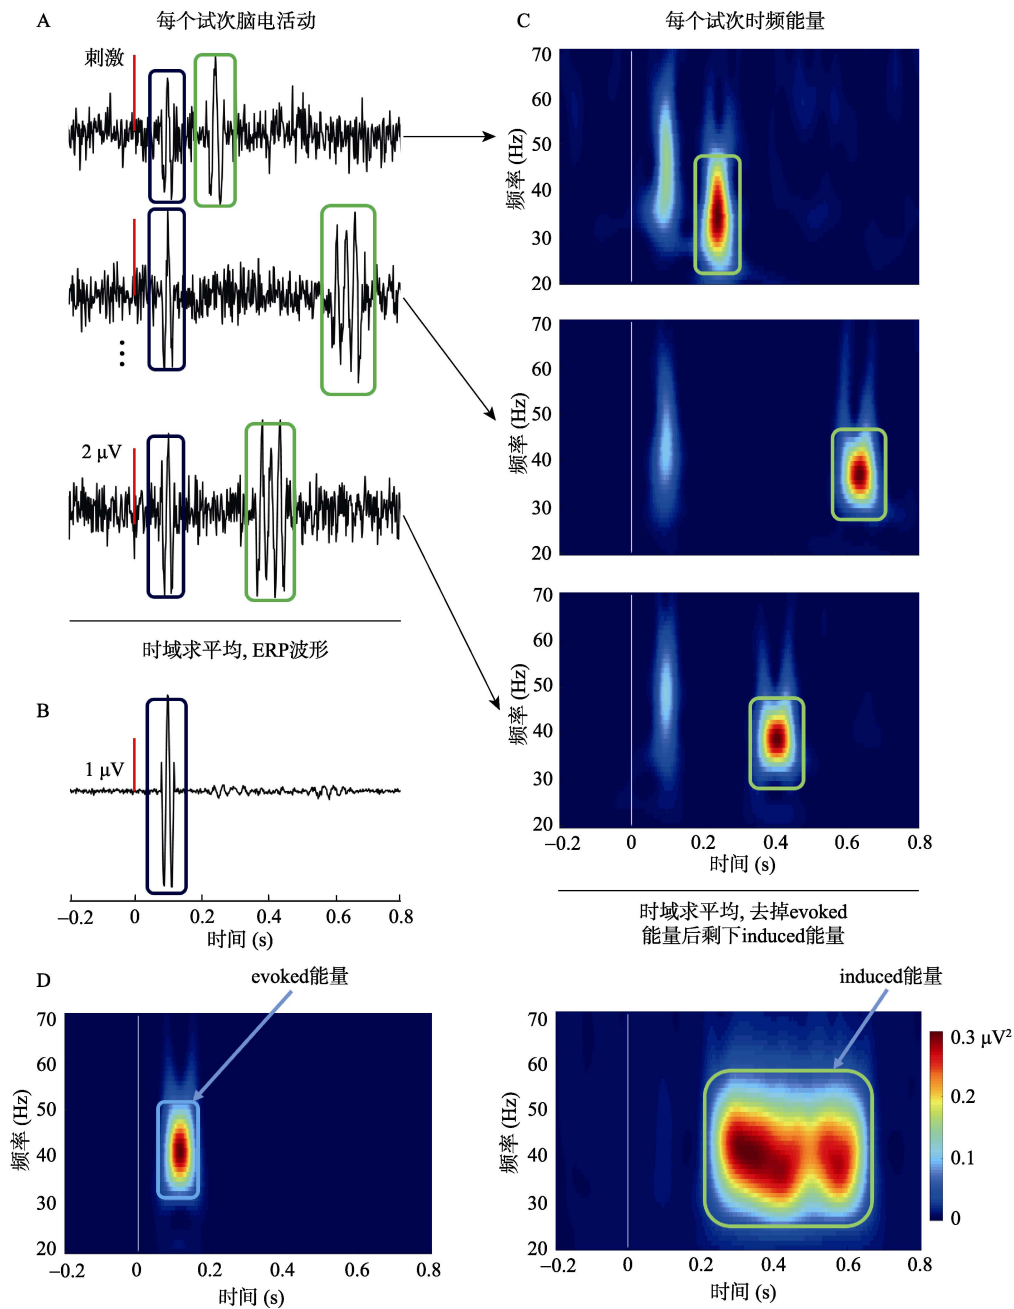 A
每个试次脑电活动
刺激
2 μV
时域求平均, ERP波形
B
1 μV
−0.2 0 0.2 0.4 0.6 0.8
时间 (s)
C
每个试次时频能量
70
60
50
40
30
20
频率 (Hz)
70
60
50
40
30
20
频率 (Hz)
70
60
50
40
30
20
频率 (Hz)
−0.2 0 0.2 0.4 0.6 0.8
时间 (s)
时域求平均, 去掉evoked
能量后剩下induced能量
D
evoked能量
70
60
50
40
30
20
频率 (Hz)
−0.2 0 0.2 0.4 0.6 0.8
时间 (s)
induced能量
70
60
50
40
30
20
频率 (Hz)
−0.2 0 0.2 0.4 0.6 0.8
时间 (s)
0.3 μV²
0.2
0.1
0